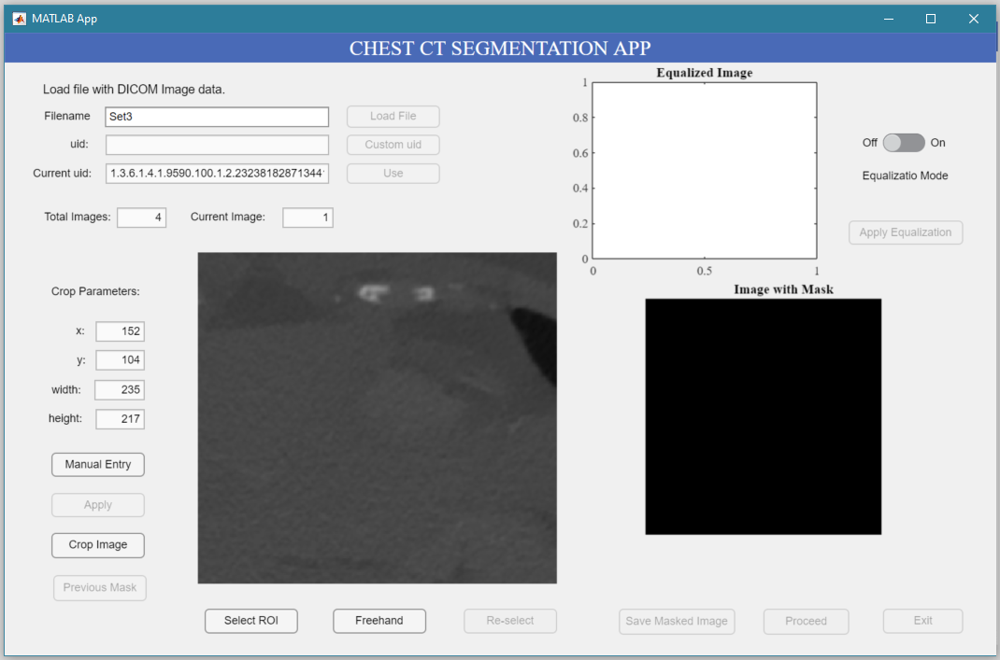 MATLAB App
CHEST CT SEGMENTATION APP
Load file with DICOM Image data.
Filename Set3 Load File
uid: Custom uid
Current uid: 1.3.6.1.4.1.9590.100.1.2.23238182871344 Use
Total Images: 4 Current Image: 1
Equalized Image
1
0.8
0.6
0.4
0.2
0
0 0.5 1
Off On
Equalizatio Mode
Apply Equalization
Crop Parameters:
x: 152
y: 104
width: 235
height: 217
Manual Entry
Apply
Crop Image
Previous Mask
Image with Mask
Select ROI Freehand Re-select Save Masked Image Proceed Exit